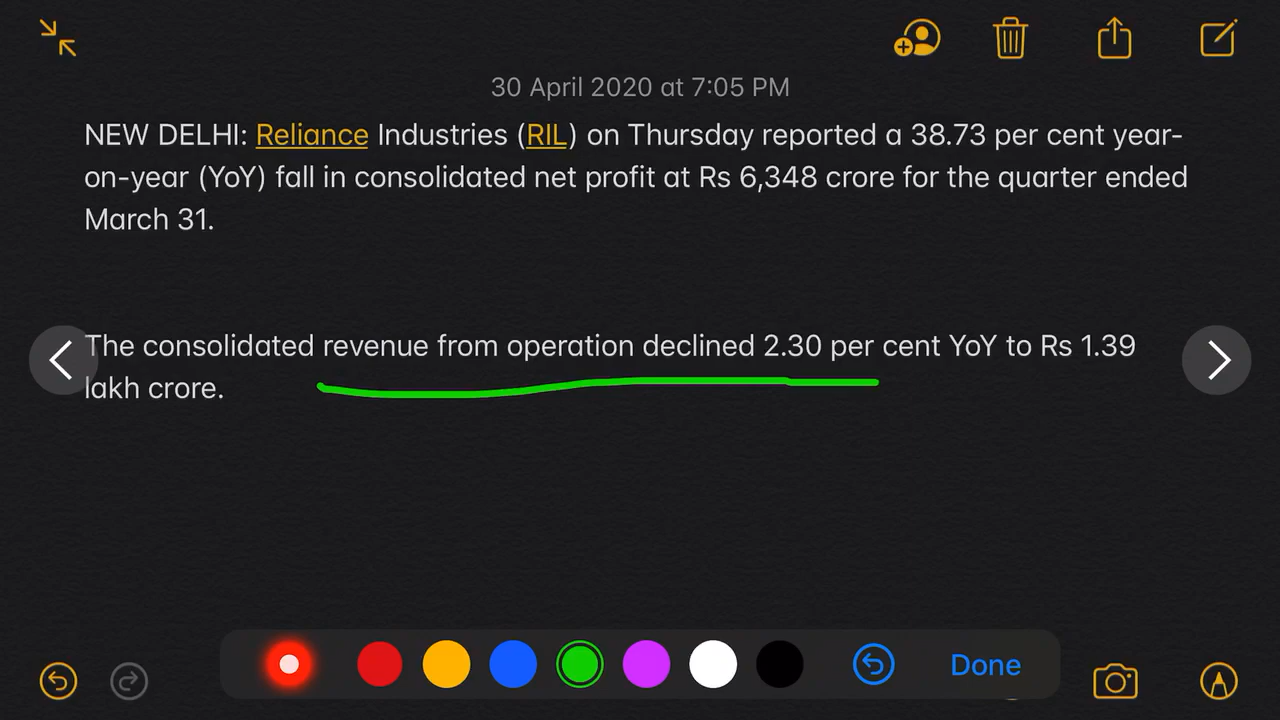 30 April 2020 at 7:05 PM
NEW DELHI: Reliance Industries (RIL) on Thursday reported a 38.73 per cent year-
on-year (YoY) fall in consolidated net profit at Rs 6,348 crore for the quarter ended
March 31.
The consolidated revenue from operation declined 2.30 per cent YoY to Rs 1.39
lakh crore.
Done